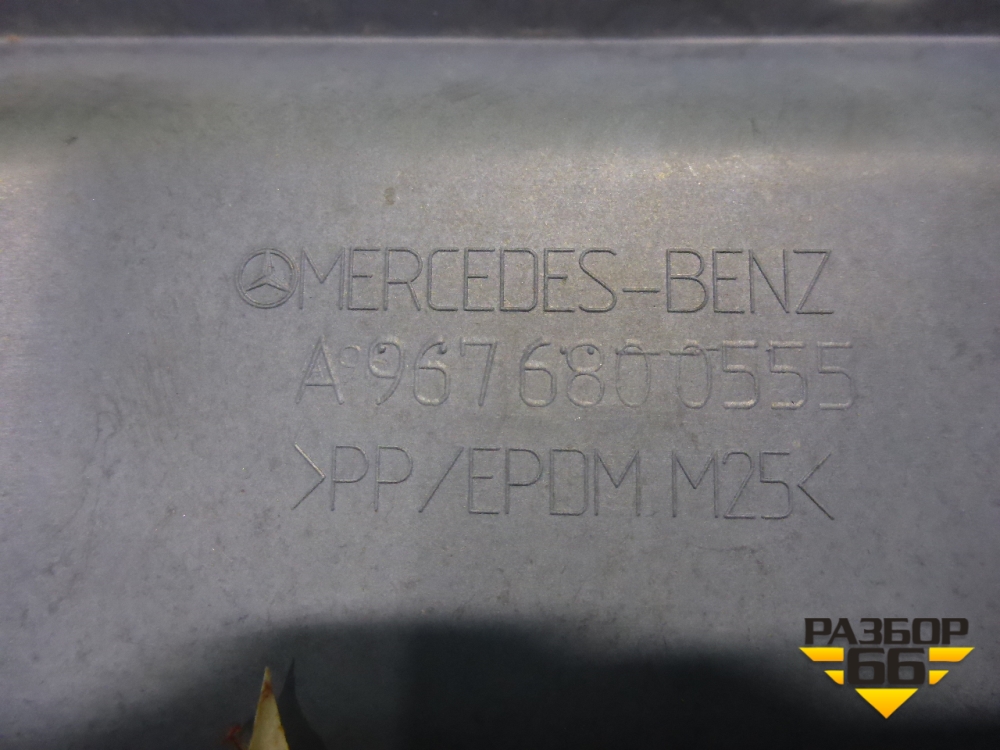 MERCEDES-BENZ
A 967 680 0555
>PP/EPDM M25<
РАЗБОР
66